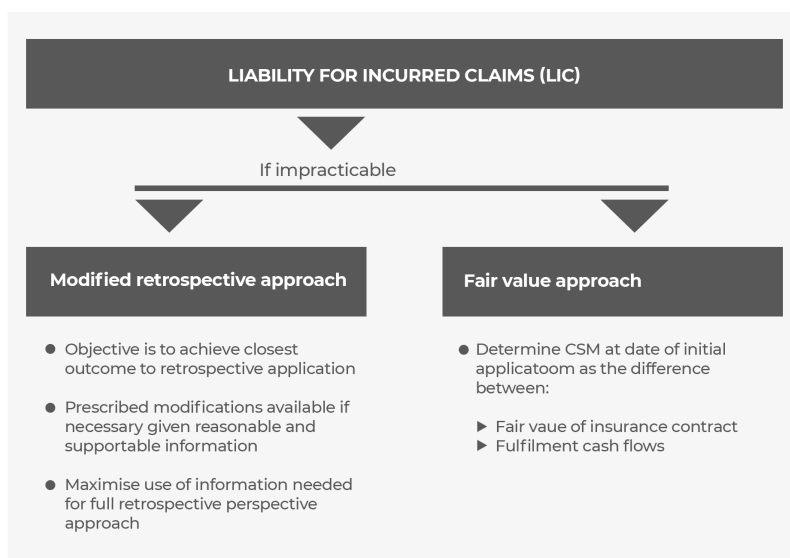 LIABILITY FOR INCURRED CLAIMS (LIC)
If impracticable
Modified retrospective approach
Objective is to achieve closest
outcome to retrospective application
Prescribed modifications available if
necessary given reasonable and
supportable information
Maximise use of information needed
for full retrospective perspective
approach
Fair value approach
Determine CSM at date of initial
applicatoom as the difference
between:
Fair vaue of insurance contract
Fulfilment cash flows